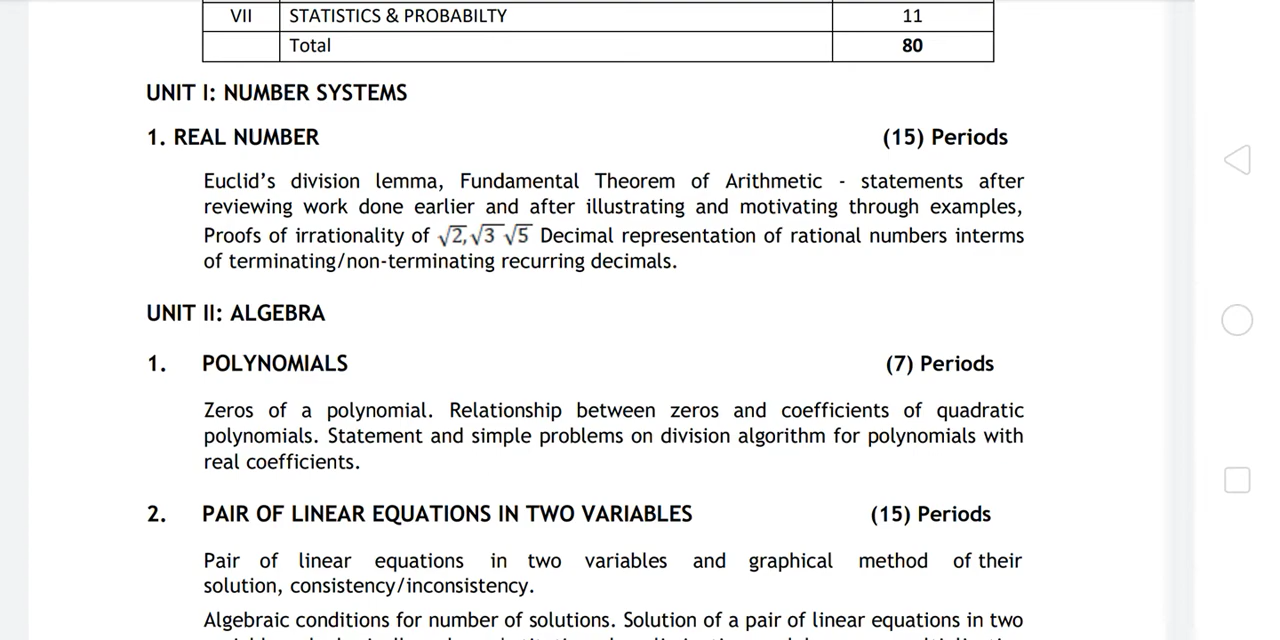 VII STATISTICS & PROBABILTY 11
Total 80
UNIT I: NUMBER SYSTEMS
1. REAL NUMBER (15) Periods
Euclid's division lemma, Fundamental Theorem of Arithmetic - statements after
reviewing work done earlier and after illustrating and motivating through examples,
Proofs of irrationality of √2, √3 √5 Decimal representation of rational numbers interms
of terminating/non-terminating recurring decimals.
UNIT II: ALGEBRA
1. POLYNOMIALS (7) Periods
Zeros of a polynomial. Relationship between zeros and coefficients of quadratic
polynomials. Statement and simple problems on division algorithm for polynomials with
real coefficients.
2. PAIR OF LINEAR EQUATIONS IN TWO VARIABLES (15) Periods
Pair of linear equations in two variables and graphical method of their
solution, consistency/inconsistency.
Algebraic conditions for number of solutions. Solution of a pair of linear equations in two